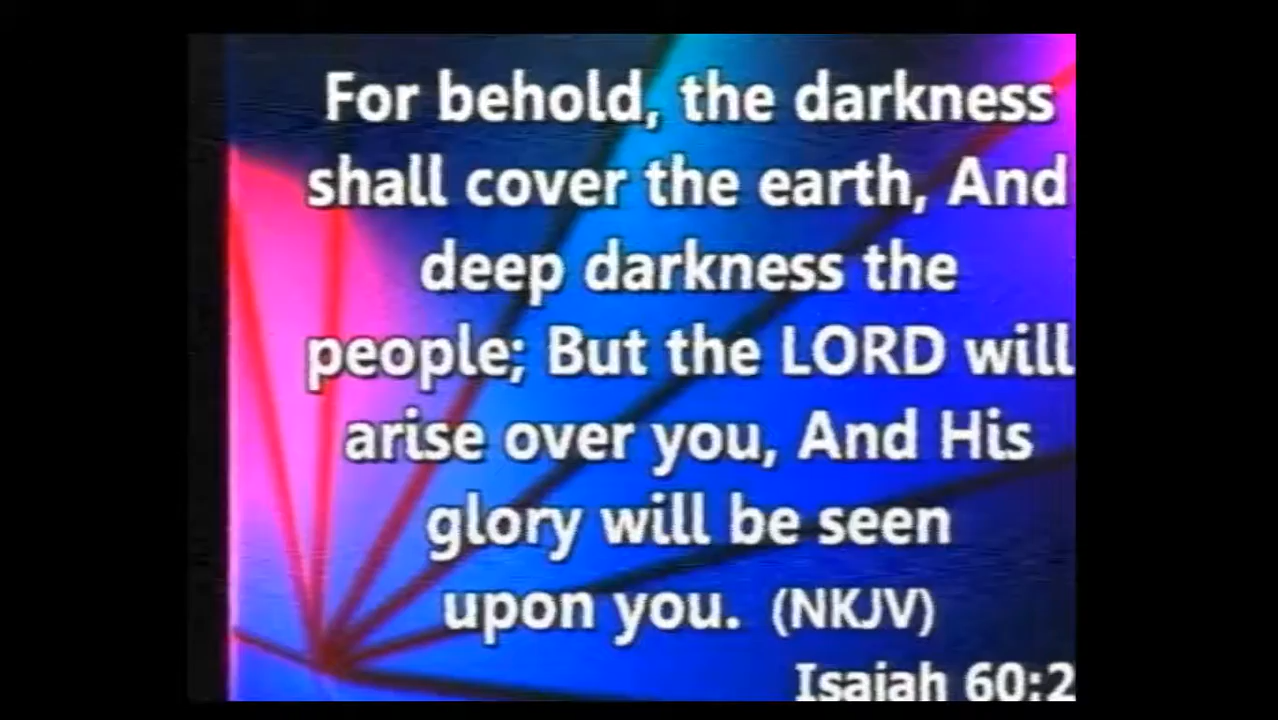 For behold, the darkness
shall cover the earth, And
deep darkness the
people; But the LORD will
arise over you, And His
glory will be seen
upon you. (NKJV)
Isaiah 60:2